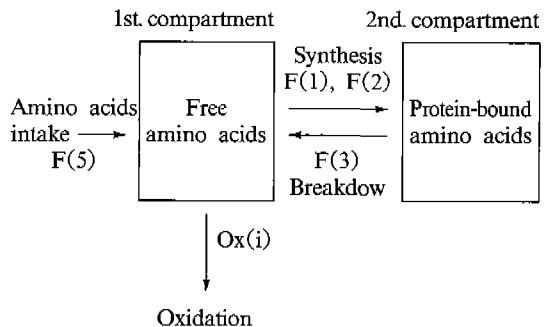 1st. compartment
2nd. compartment
Synthesis
F(1), F(2)
Amino acids
intake
F(5)
Free
amino acids
Protein-bound
amino acids
F(3)
Breakdow
Ox(i)
Oxidation